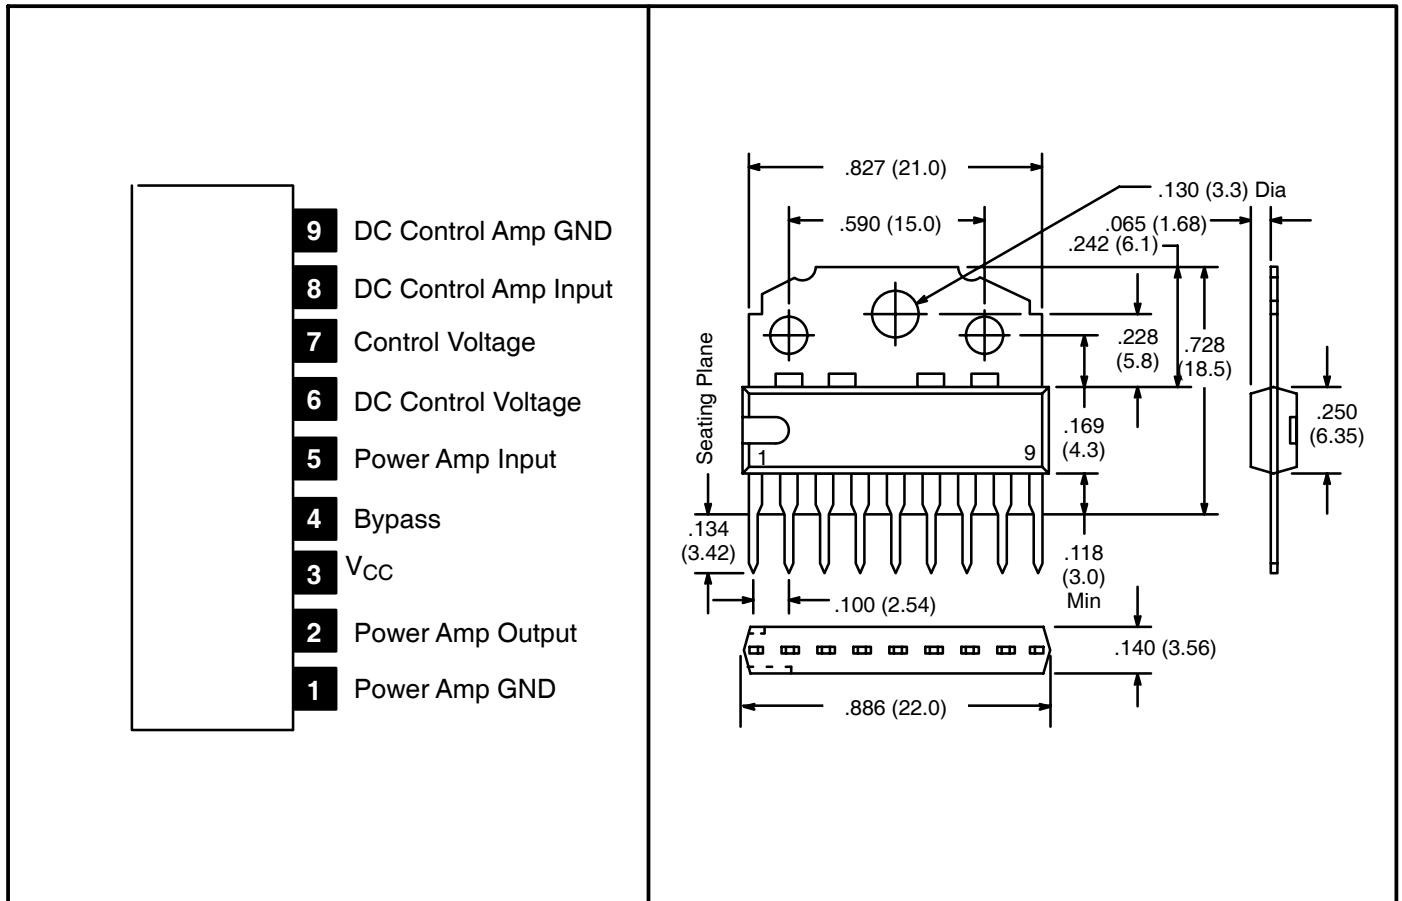 9 DC Control Amp GND
8 DC Control Amp Input
7 Control Voltage
6 DC Control Voltage
5 Power Amp Input
4 Bypass
3 VCC
2 Power Amp Output
1 Power Amp GND
.827 (21.0)
.130 (3.3) Dia
.590 (15.0)
.065 (1.68)
.242 (6.1)
.228
(5.8)
.728
(18.5)
Seating Plane
.169
(4.3)
.250
(6.35)
1
9
.134
(3.42)
.118
(3.0)
Min
.100 (2.54)
.140 (3.56)
.886 (22.0)